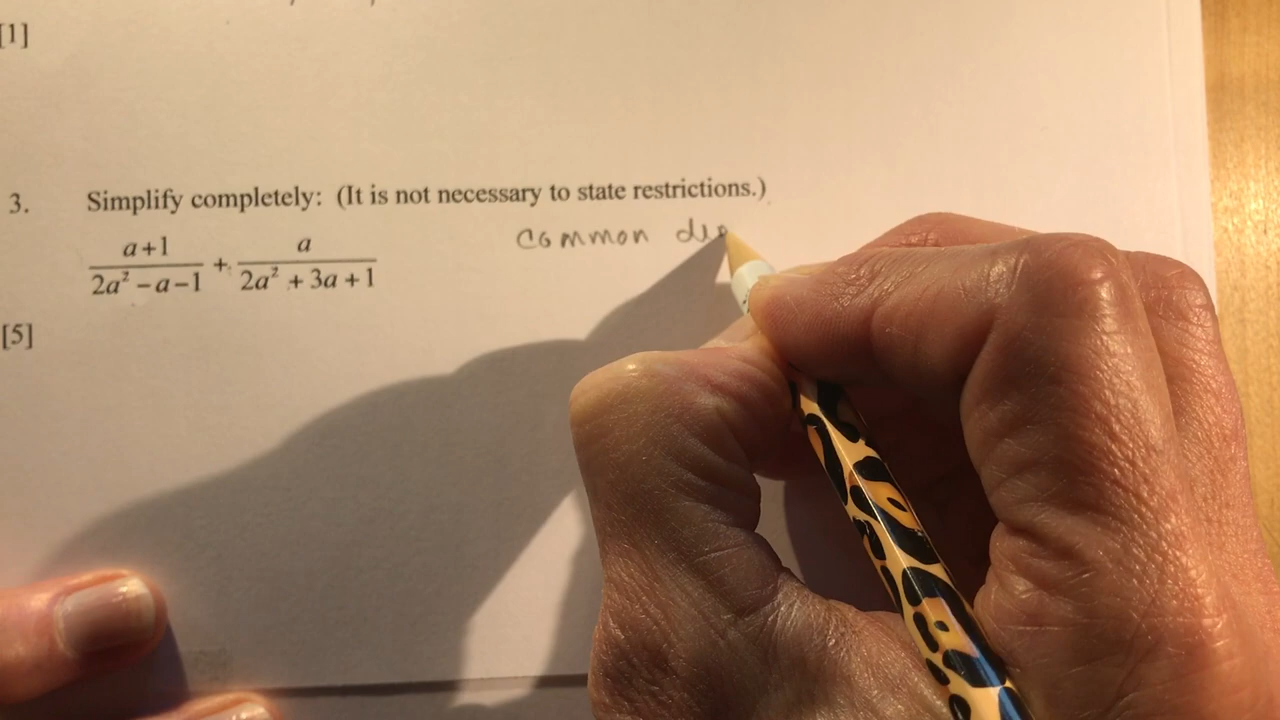 [1]
3. Simplify completely: (It is not necessary to state restrictions.)
common de
a+1 a
+
2a² − a − 1 2a² + 3a + 1
[5]